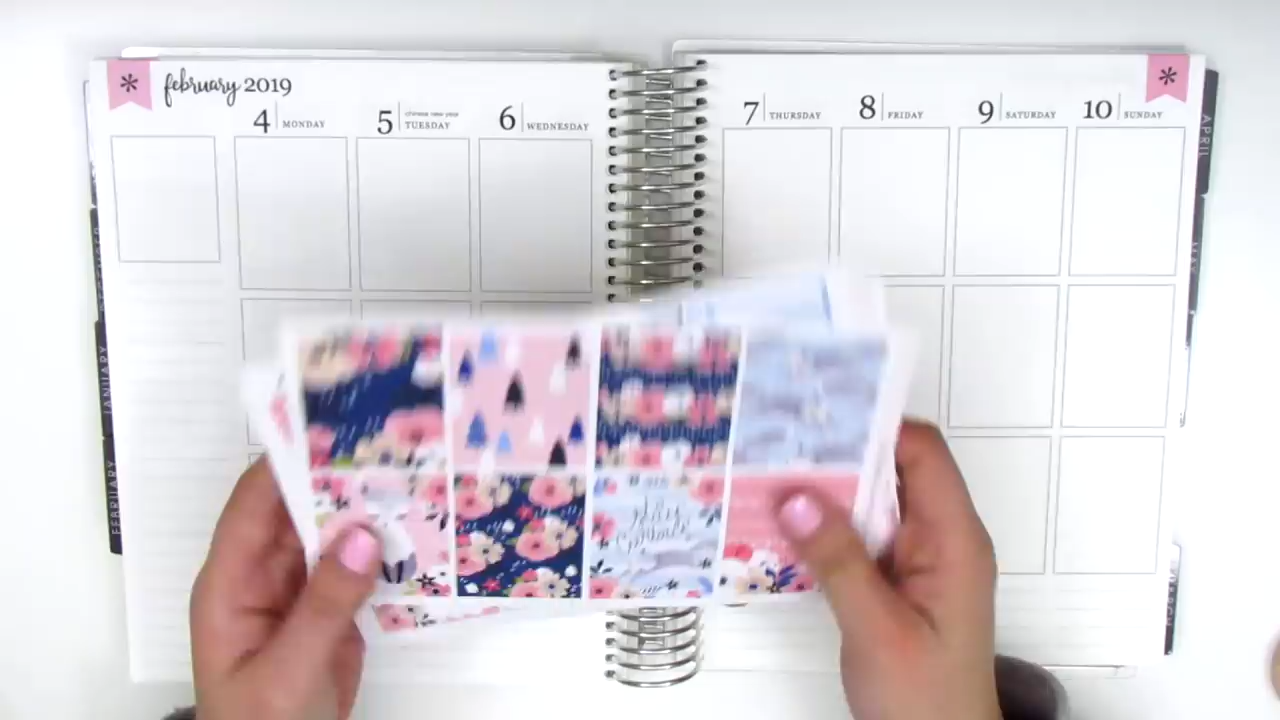 * february 2019 *
4 MONDAY
5 chinese new year TUESDAY
6 WEDNESDAY
7 THURSDAY
8 FRIDAY
9 SATURDAY
10 SUNDAY
JANUARY
FEBRUARY
APRIL
MAY
MARCH